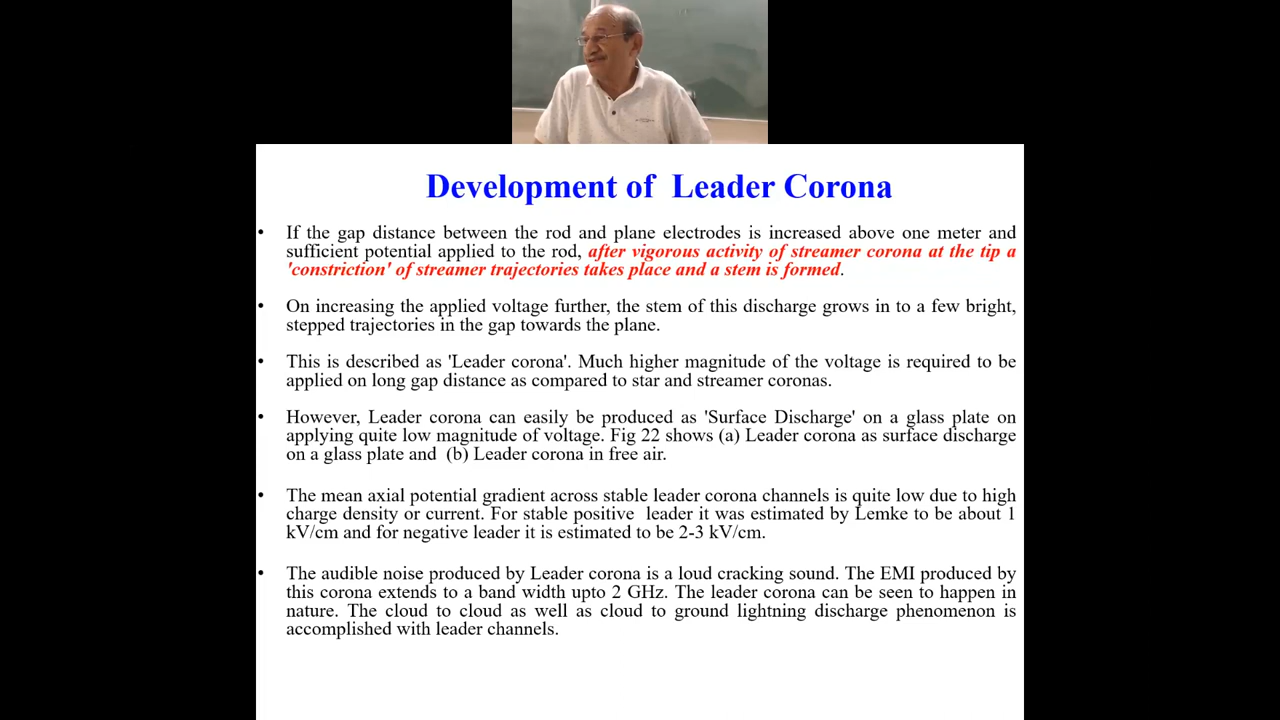 Development of  Leader Corona
• If the gap distance between the rod and plane electrodes is increased above one meter and
sufficient potential applied to the rod, after vigorous activity of streamer corona at the tip a
'constriction' of streamer trajectories takes place and a stem is formed.
• On increasing the applied voltage further, the stem of this discharge grows in to a few bright,
stepped trajectories in the gap towards the plane.
• This is described as 'Leader corona'. Much higher magnitude of the voltage is required to be
applied on long gap distance as compared to star and streamer coronas.
• However, Leader corona can easily be produced as 'Surface Discharge' on a glass plate on
applying quite low magnitude of voltage. Fig 22 shows (a) Leader corona as surface discharge
on a glass plate and  (b) Leader corona in free air.
• The mean axial potential gradient across stable leader corona channels is quite low due to high
charge density or current. For stable positive  leader it was estimated by Lemke to be about 1
kV/cm and for negative leader it is estimated to be 2-3 kV/cm.
• The audible noise produced by Leader corona is a loud cracking sound. The EMI produced by
this corona extends to a band width upto 2 GHz. The leader corona can be seen to happen in
nature. The cloud to cloud as well as cloud to ground lightning discharge phenomenon is
accomplished with leader channels.